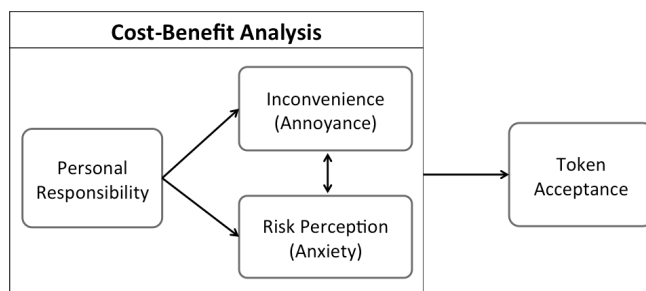 Cost-Benefit Analysis
Inconvenience
(Annoyance)
Personal
Responsibility
Risk Perception
(Anxiety)
Token
Acceptance